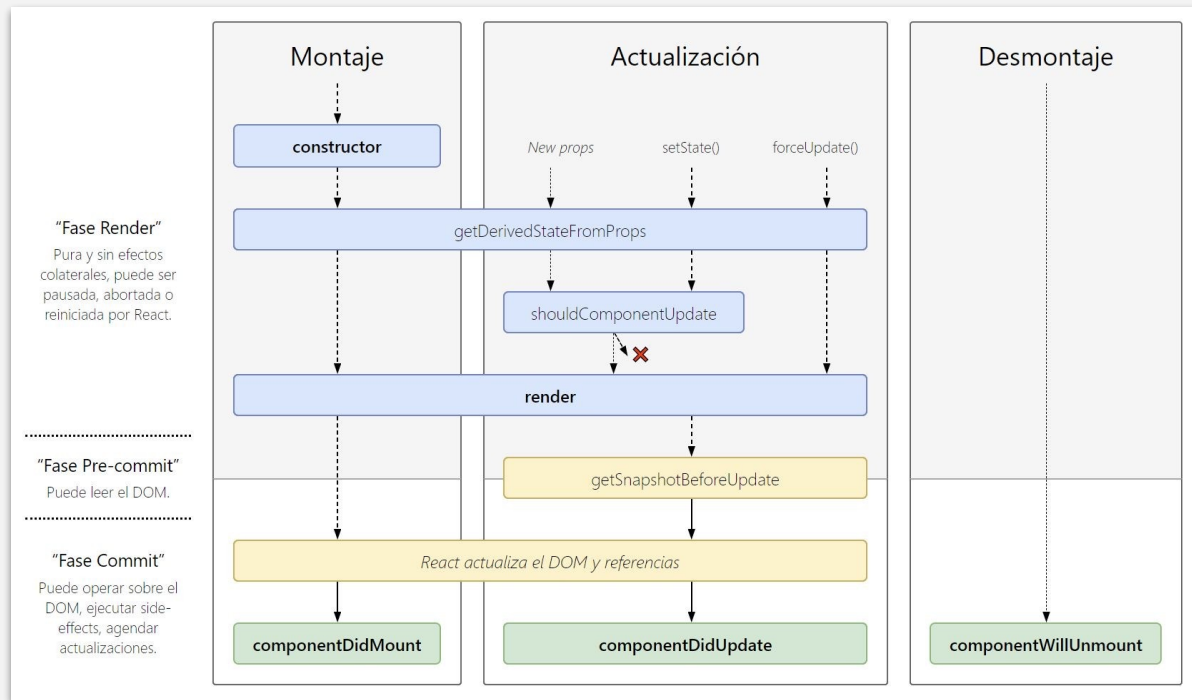 Montaje
Actualización
Desmontaje
constructor
New props
setState()
forceUpdate()
"Fase Render"
Pura y sin efectos
colaterales, puede ser
pausada, abortada o
reiniciada por React.
getDerivedStateFromProps
shouldComponentUpdate
render
"Fase Pre-commit"
Puede leer el DOM.
getSnapshotBeforeUpdate
"Fase Commit"
Puede operar sobre el
DOM, ejecutar side-
effects, agendar
actualizaciones.
React actualiza el DOM y referencias
componentDidMount
componentDidUpdate
componentWillUnmount